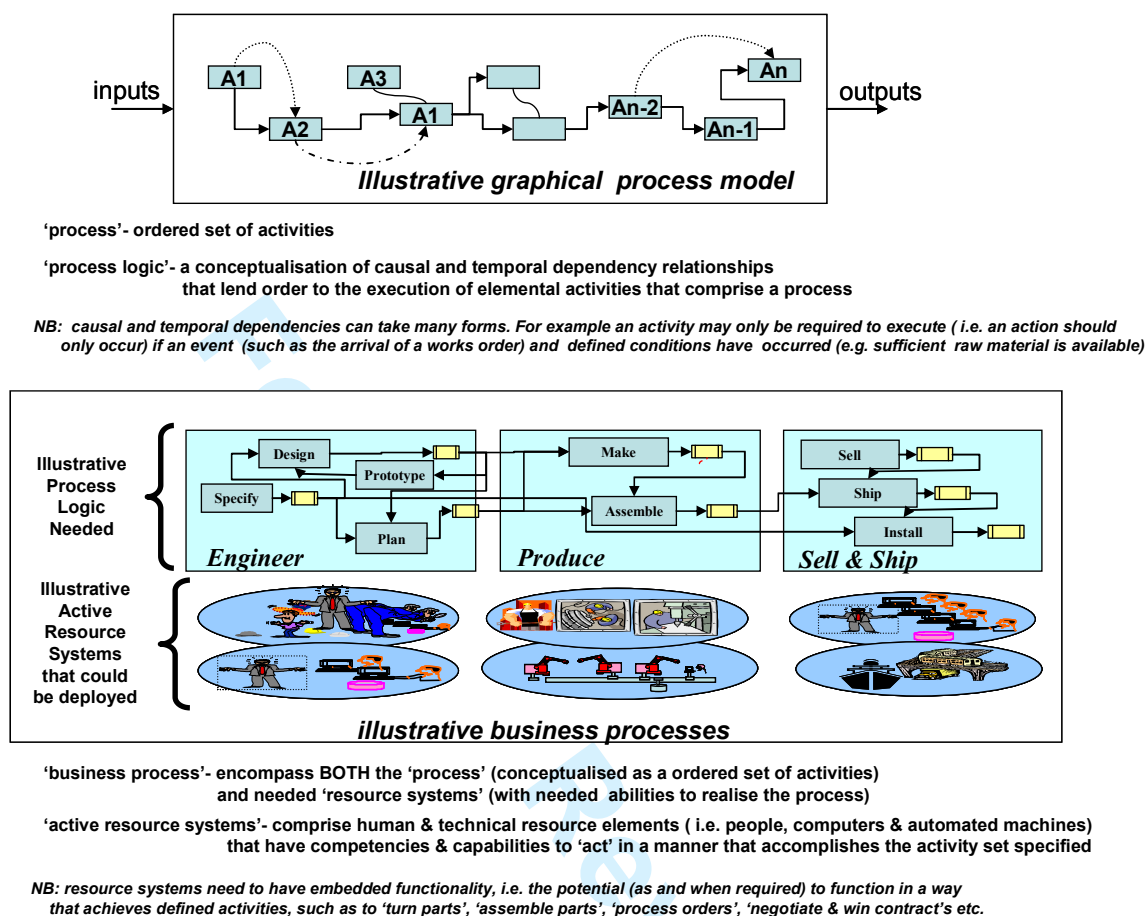 inputs
A1
A2
A3
A1
An-2
An-1
An
outputs
Illustrative graphical process model
‘process’- ordered set of activities
‘process logic’- a conceptualisation of causal and temporal dependency relationships
that lend order to the execution of elemental activities that comprise a process
NB: causal and temporal dependencies can take many forms. For example an activity may only be required to execute ( i.e. an action should
only occur) if an event (such as the arrival of a works order) and defined conditions have occurred (e.g. sufficient raw material is available)
Illustrative
Process
Logic
Needed
Design
Prototype
Specify
Plan
Engineer
Make
Assemble
Produce
Sell
Ship
Install
Sell & Ship
Illustrative
Active
Resource
Systems
that could
be deployed
illustrative business processes
‘business process’- encompass BOTH the ‘process’ (conceptualised as a ordered set of activities)
and needed ‘resource systems’ (with needed abilities to realise the process)
‘active resource systems’- comprise human & technical resource elements ( i.e. people, computers & automated machines)
that have competencies & capabilities to ‘act’ in a manner that accomplishes the activity set specified
NB: resource systems need to have embedded functionality, i.e. the potential (as and when required) to function in a way
that achieves defined activities, such as to ‘turn parts’, ‘assemble parts’, ‘process orders’, ‘negotiate & win contract’s etc.